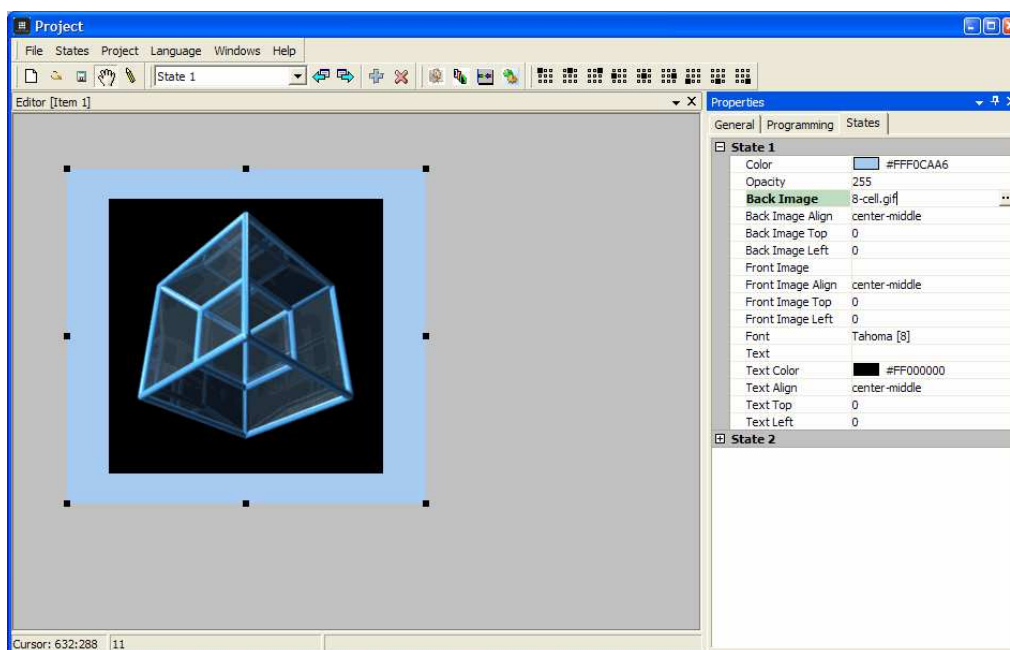 Project
File States Project Language Windows Help
State 1
Editor [Item 1]
Properties
General Programming States
State 1
Color #FFF0CAA6
Opacity 255
Back Image 8-cell.gif
Back Image Align center-middle
Back Image Top 0
Back Image Left 0
Front Image
Front Image Align center-middle
Front Image Top 0
Front Image Left 0
Font Tahoma [8]
Text
Text Color #FF000000
Text Align center-middle
Text Top 0
Text Left 0
State 2
Cursor: 632:288 11